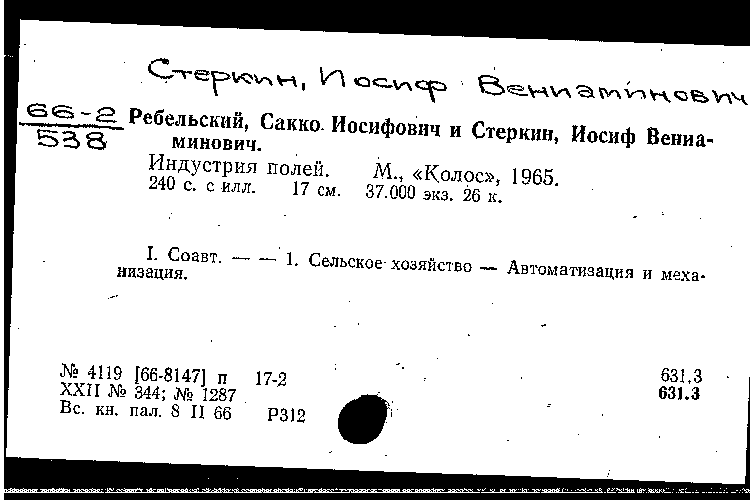 Стеркин, Иосиф Вениаминович
66-2
538
Ребельский, Сакко Иосифович и Стеркин, Иосиф Вениа-
минович.
Индустрия полей. М., «Колос», 1965.
240 с. с илл. 17 см. 37.000 экз. 26 к.
I. Соавт. — — 1. Сельское хозяйство — Автоматизация и меха-
низация.
№ 4119 [66-8147] п 17-2 631.3
XXII № 344; № 1287 631.3
Вс. кн. пал. 8 II 66 Р312